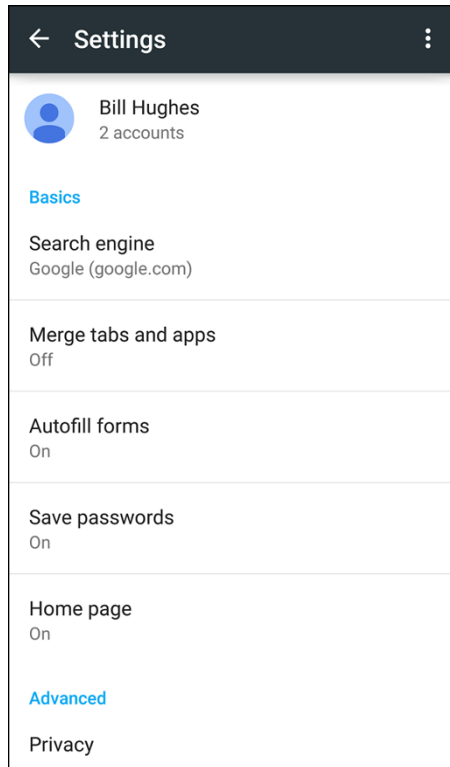 Settings
Bill Hughes
2 accounts
Basics
Search engine
Google (google.com)
Merge tabs and apps
Off
Autofill forms
On
Save passwords
On
Home page
On
Advanced
Privacy